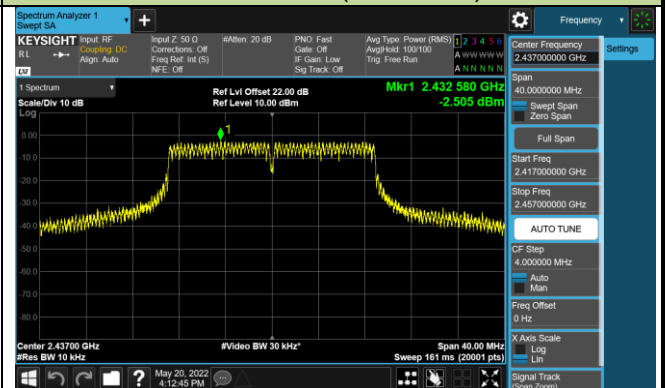 Spectrum Analyzer 1
Swept SA
+
Frequency
KEYSIGHT
RL
LXI
Input: RF
Coupling: DC
Align: Auto
Input Z: 50 Ω
Corrections: Off
Freq Ref: Int (S)
NFE: Off
#Atten: 20 dB
PNO: Fast
Gate: Off
IF Gain: Low
Sig Track: Off
Avg Type: Power (RMS)
Avg|Hold: 100/100
Trig: Free Run
1 2 3 4 5 6
A W W W W W
A N N N N N
1 Spectrum
Scale/Div 10 dB
Log
Ref Lvl Offset 22.00 dB
Ref Level 10.00 dBm
Mkr1 2.432 580 GHz
-2.505 dBm
1
0.00
-10.0
-20.0
-30.0
-40.0
-50.0
-60.0
-70.0
-80.0
Center 2.43700 GHz
#Res BW 10 kHz
#Video BW 30 kHz*
Span 40.00 MHz
Sweep 161 ms (20001 pts)
?
May 20, 2022
4:12:45 PM
Center Frequency
2.437000000 GHz
Settings
Span
40.0000000 MHz
Swept Span
Zero Span
Full Span
Start Freq
2.417000000 GHz
Stop Freq
2.457000000 GHz
AUTO TUNE
CF Step
4.000000 MHz
Auto
Man
Freq Offset
0 Hz
X Axis Scale
Log
Lin
Signal Track
(Span Zoom)